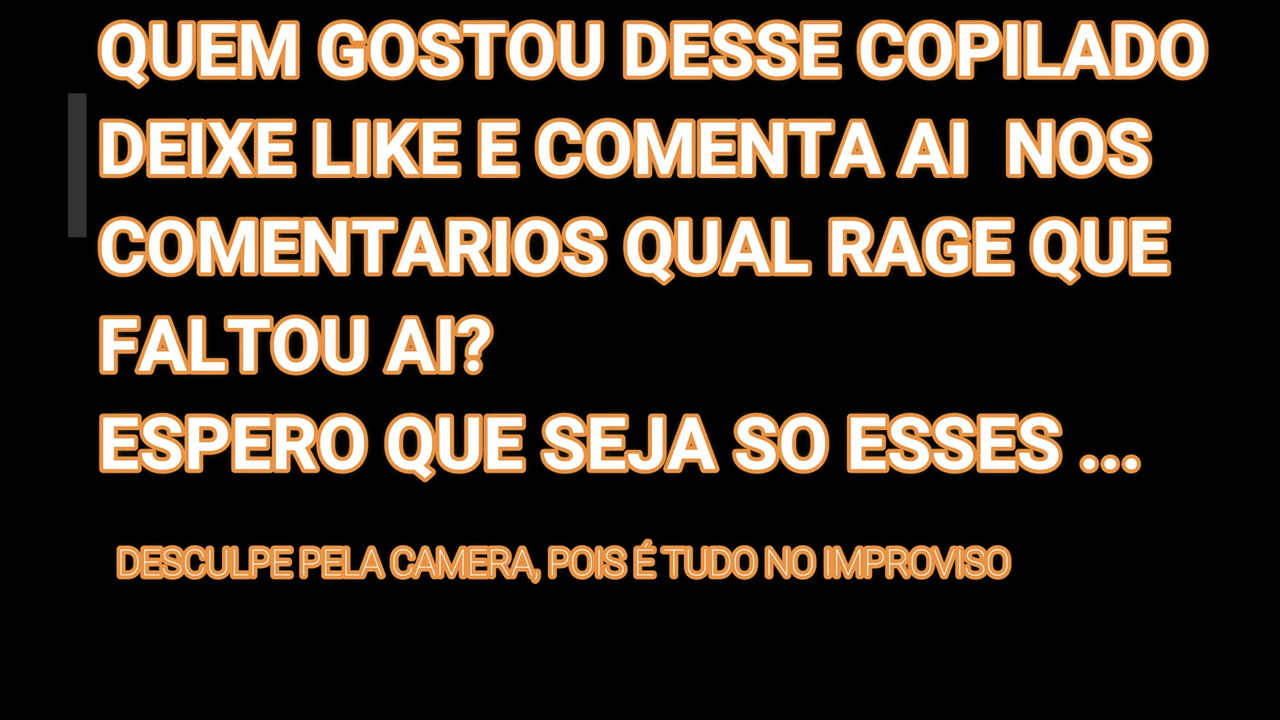 QUEM GOSTOU DESSE COPILADO
DEIXE LIKE E COMENTA AI  NOS
COMENTARIOS QUAL RAGE QUE
FALTOU AI?
ESPERO QUE SEJA SO ESSES ...
DESCULPE PELA CAMERA, POIS É TUDO NO IMPROVISO